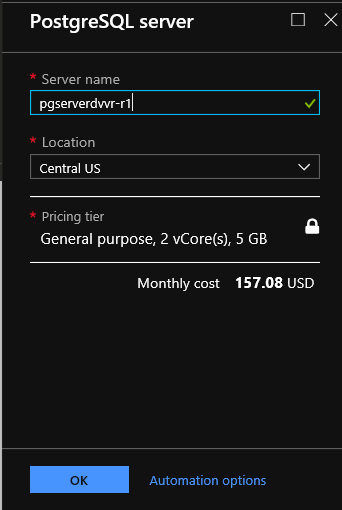 PostgreSQL server
* Server name
pgserverdvvr-r1
* Location
Central US
* Pricing tier
General purpose, 2 vCore(s), 5 GB
Monthly cost 157.08 USD
OK Automation options